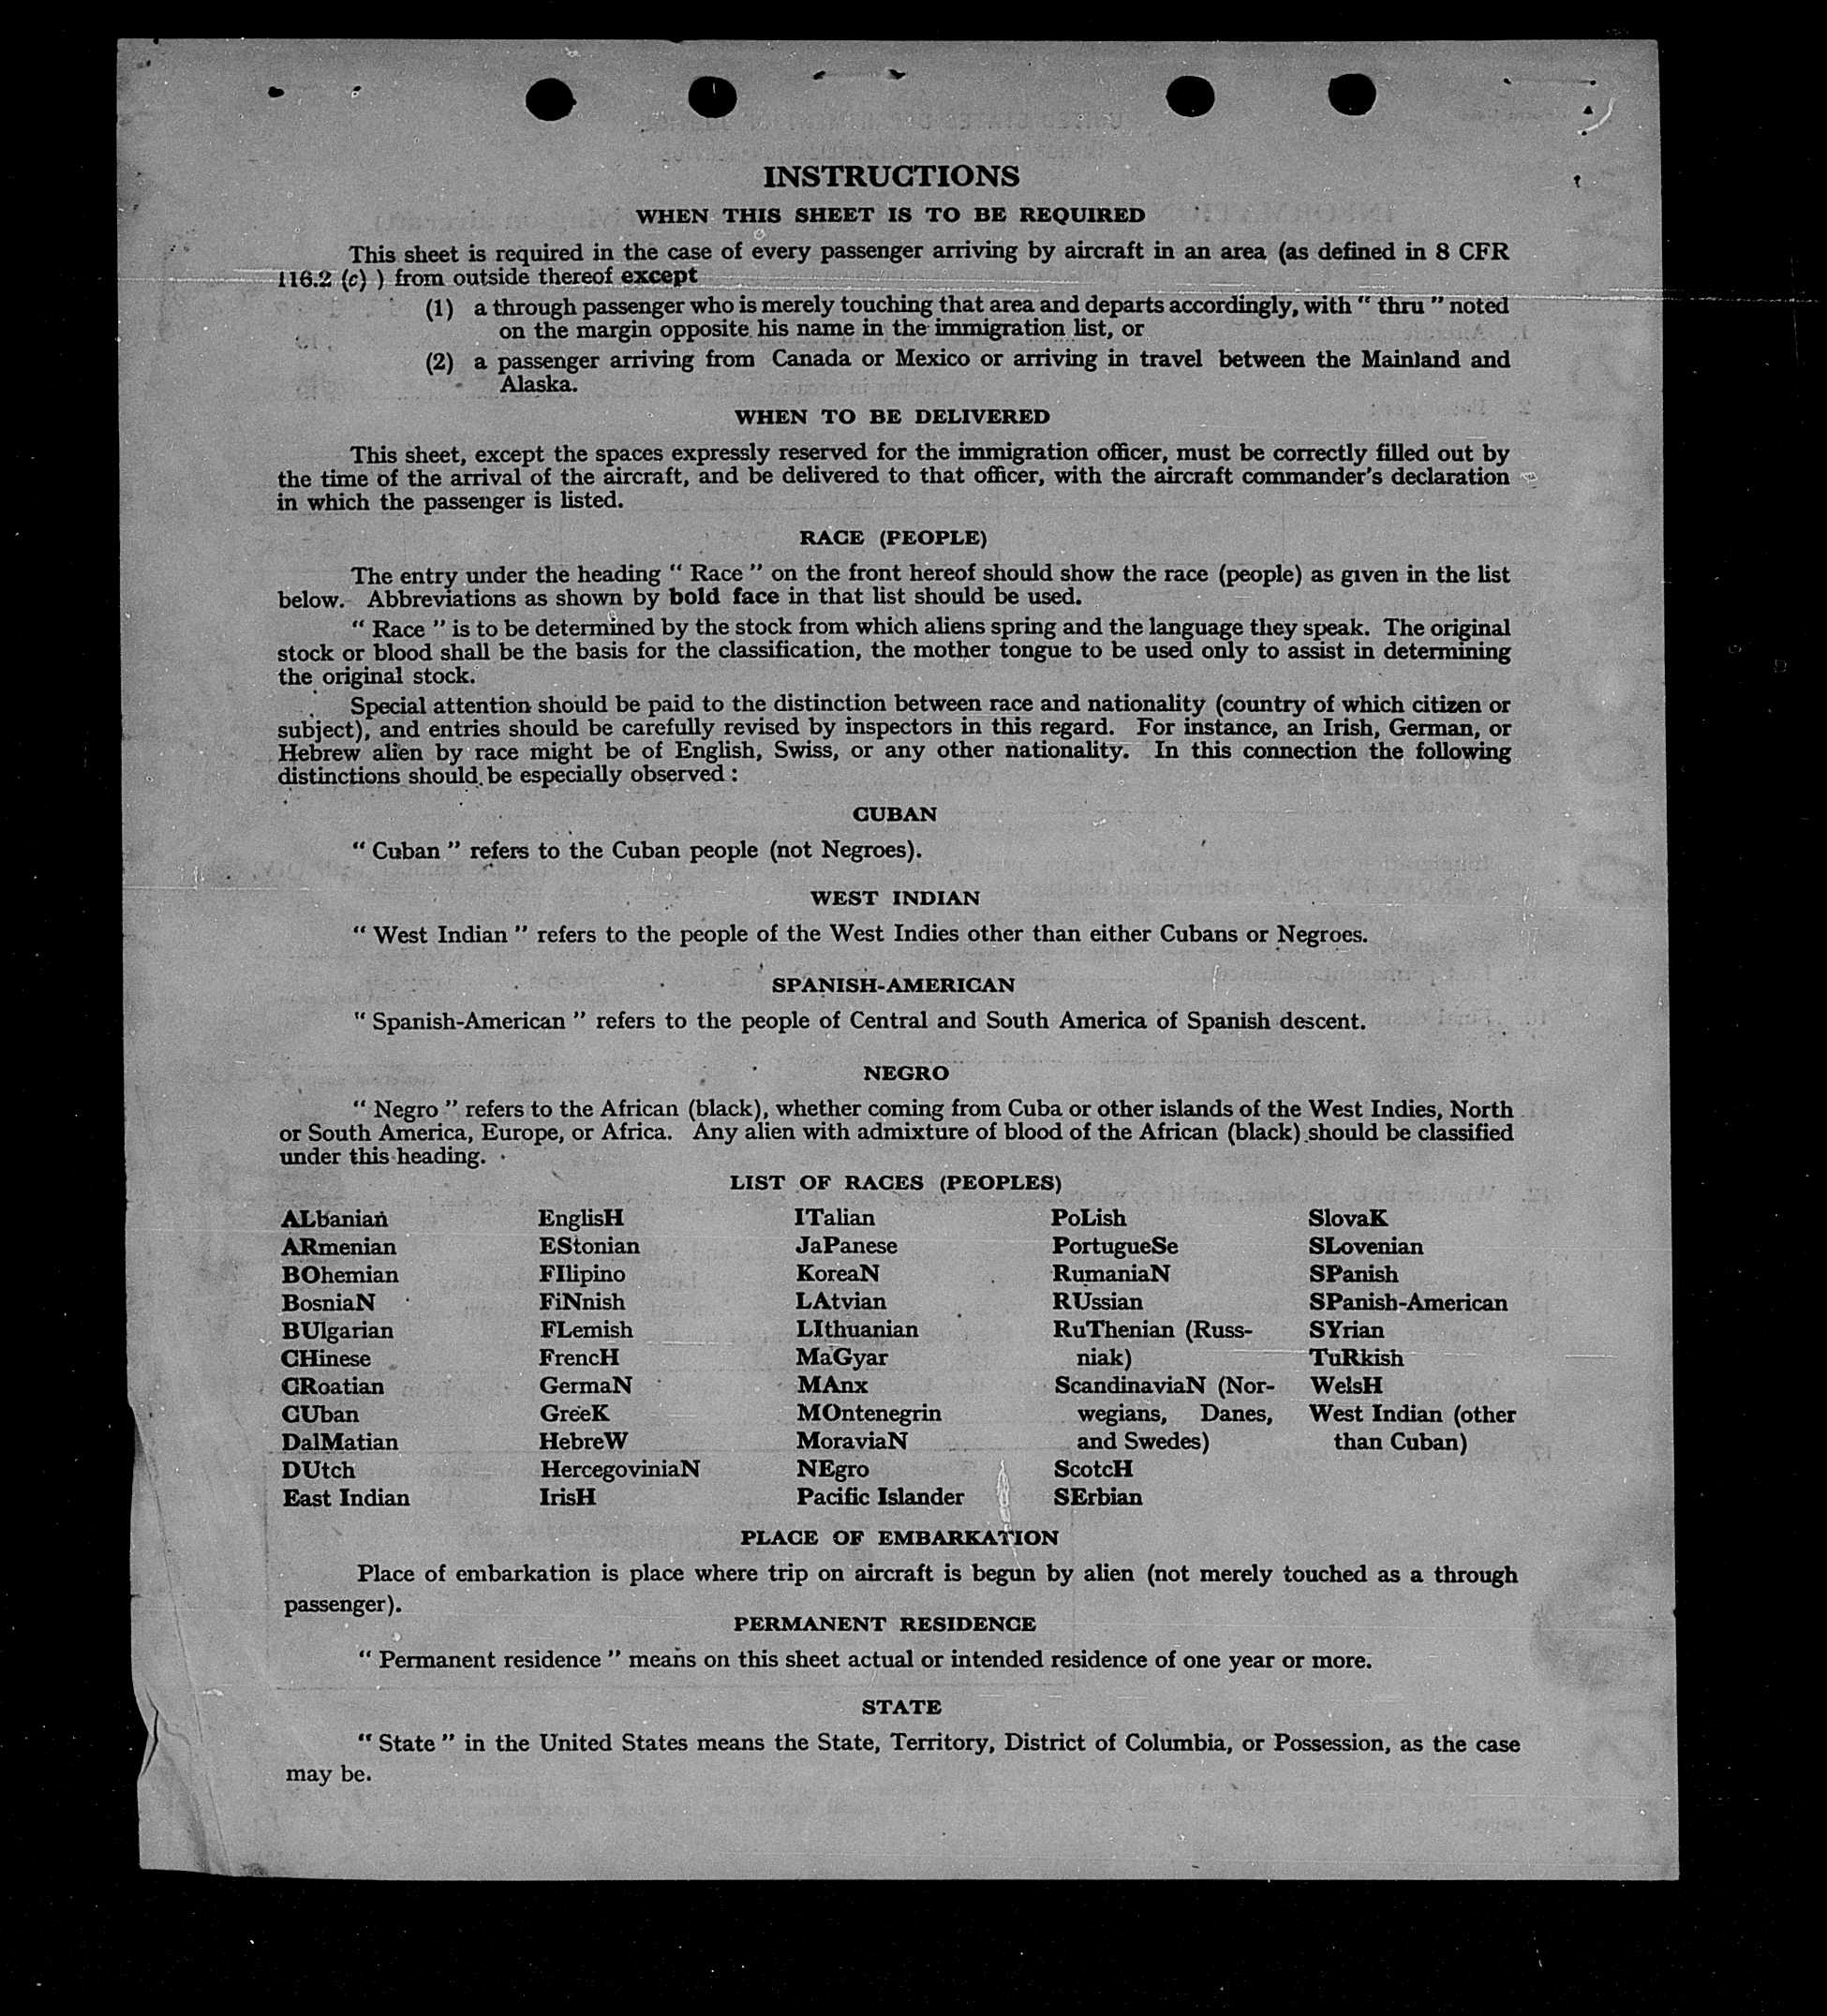 INSTRUCTIONS
WHEN THIS SHEET IS TO BE REQUIRED
This sheet is required in the case of every passenger arriving by aircraft in an area (as defined in 8 CFR
116.2 (c) ) from outside thereof except
(1) a through passenger who is merely touching that area and departs accordingly, with “ thru ” noted
on the margin opposite his name in the immigration list, or
(2) a passenger arriving from Canada or Mexico or arriving in travel between the Mainland and
Alaska.
WHEN TO BE DELIVERED
This sheet, except the spaces expressly reserved for the immigration officer, must be correctly filled out by
the time of the arrival of the aircraft, and be delivered to that officer, with the aircraft commander's declaration
in which the passenger is listed.
RACE (PEOPLE)
The entry under the heading “ Race ” on the front hereof should show the race (people) as given in the list
below. Abbreviations as shown by bold face in that list should be used.
“ Race ” is to be determined by the stock from which aliens spring and the language they speak. The original
stock or blood shall be the basis for the classification, the mother tongue to be used only to assist in determining
the original stock.
Special attention should be paid to the distinction between race and nationality (country of which citizen or
subject), and entries should be carefully revised by inspectors in this regard. For instance, an Irish, German, or
Hebrew alien by race might be of English, Swiss, or any other nationality. In this connection the following
distinctions should be especially observed :
CUBAN
“ Cuban ” refers to the Cuban people (not Negroes).
WEST INDIAN
“ West Indian ” refers to the people of the West Indies other than either Cubans or Negroes.
SPANISH-AMERICAN
“ Spanish-American ” refers to the people of Central and South America of Spanish descent.
NEGRO
“ Negro ” refers to the African (black), whether coming from Cuba or other islands of the West Indies, North
or South America, Europe, or Africa. Any alien with admixture of blood of the African (black) should be classified
under this heading.
LIST OF RACES (PEOPLES)
ALbanian
ARmenian
BOhemian
BosniaN
BUlgarian
CHinese
CRoatian
CUban
DalMatian
DUtch
East Indian
EnglisH
EStonian
FIlipino
FiNnish
FLemish
FrencH
GermaN
GreeK
HebreW
HercegoviniaN
IrisH
ITalian
JaPanese
KoreaN
LAtvian
LIthuanian
MaGyar
MAnx
MOntenegrin
MoraviaN
NEgro
Pacific Islander
PoLish
PortugueSe
RumaniaN
RUssian
RuThenian (Russ-
niak)
ScandinaviaN (Nor-
wegians, Danes,
and Swedes)
ScotcH
SErbian
SlovaK
SLovenian
SPanish
SPanish-American
SYrian
TuRkish
WelsH
West Indian (other
than Cuban)
PLACE OF EMBARKATION
Place of embarkation is place where trip on aircraft is begun by alien (not merely touched as a through
passenger).
PERMANENT RESIDENCE
“ Permanent residence ” means on this sheet actual or intended residence of one year or more.
STATE
“ State ” in the United States means the State, Territory, District of Columbia, or Possession, as the case
may be.